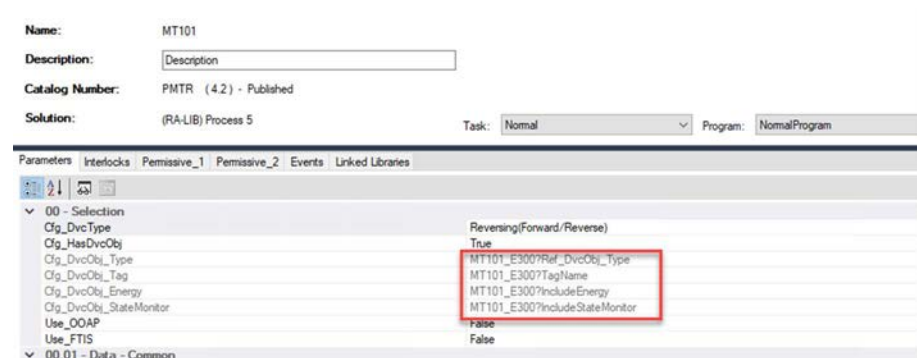 Name: MT101
Description: Description
Catalog Number: PMTR ( 4.2 ) - Published
Solution: (RA-LIB) Process 5 Task: Normal Program: NormalProgram
Parameters Interlocks Permissive_1 Permissive_2 Events Linked Libraries
00 - Selection
Cfg_DvcType Reversing(Forward/Reverse)
Cfg_HasDvcObj True
Cfg_DvcObj_Type MT101_E300?Ref_DvcObj_Type
Cfg_DvcObj_Tag MT101_E300?TagName
Cfg_DvcObj_Energy MT101_E300?IncludeEnergy
Cfg_DvcObj_StateMonitor MT101_E300?IncludeStateMonitor
Use_OOAP False
Use_FTIS False
00.01 - Data - Common